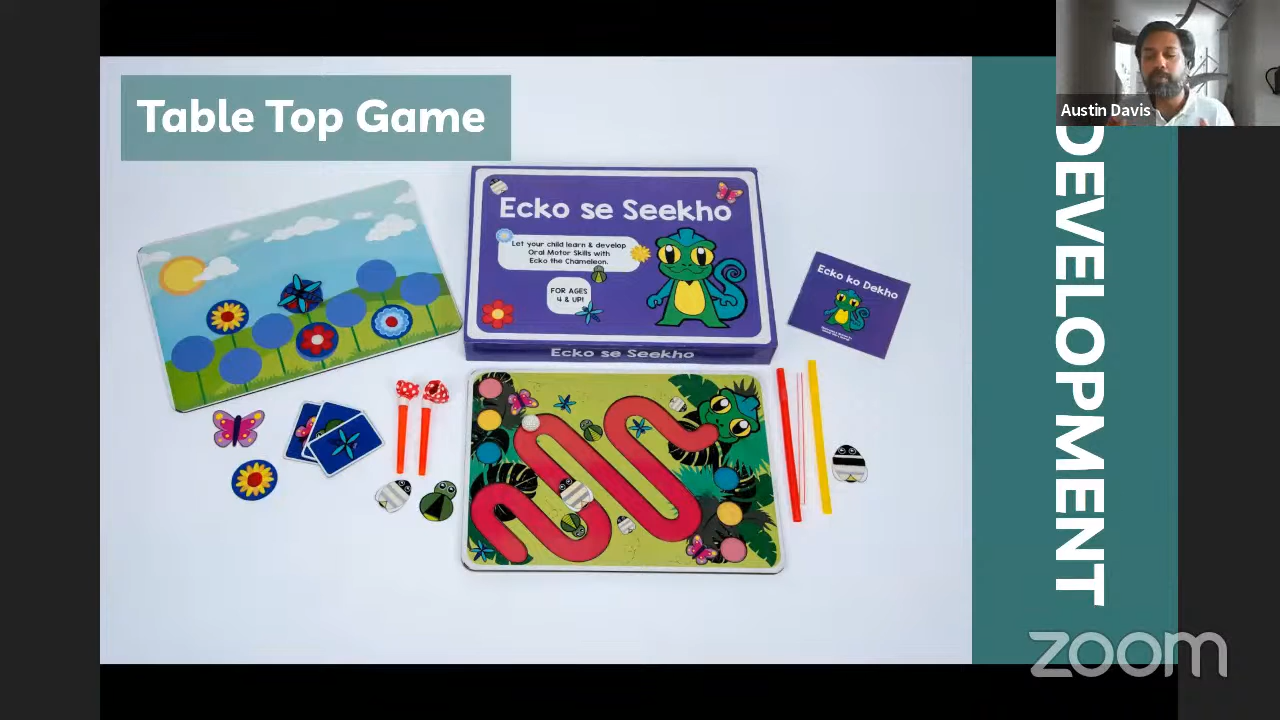 Table Top Game
Ecko se Seekho
Let your child learn & develop
Oral Motor Skills with
Ecko the Chameleon.
FOR AGES
4 & UP!
Ecko se Seekho
Ecko ko Dekho
DEVELOPMENT
Austin Davis
zoom